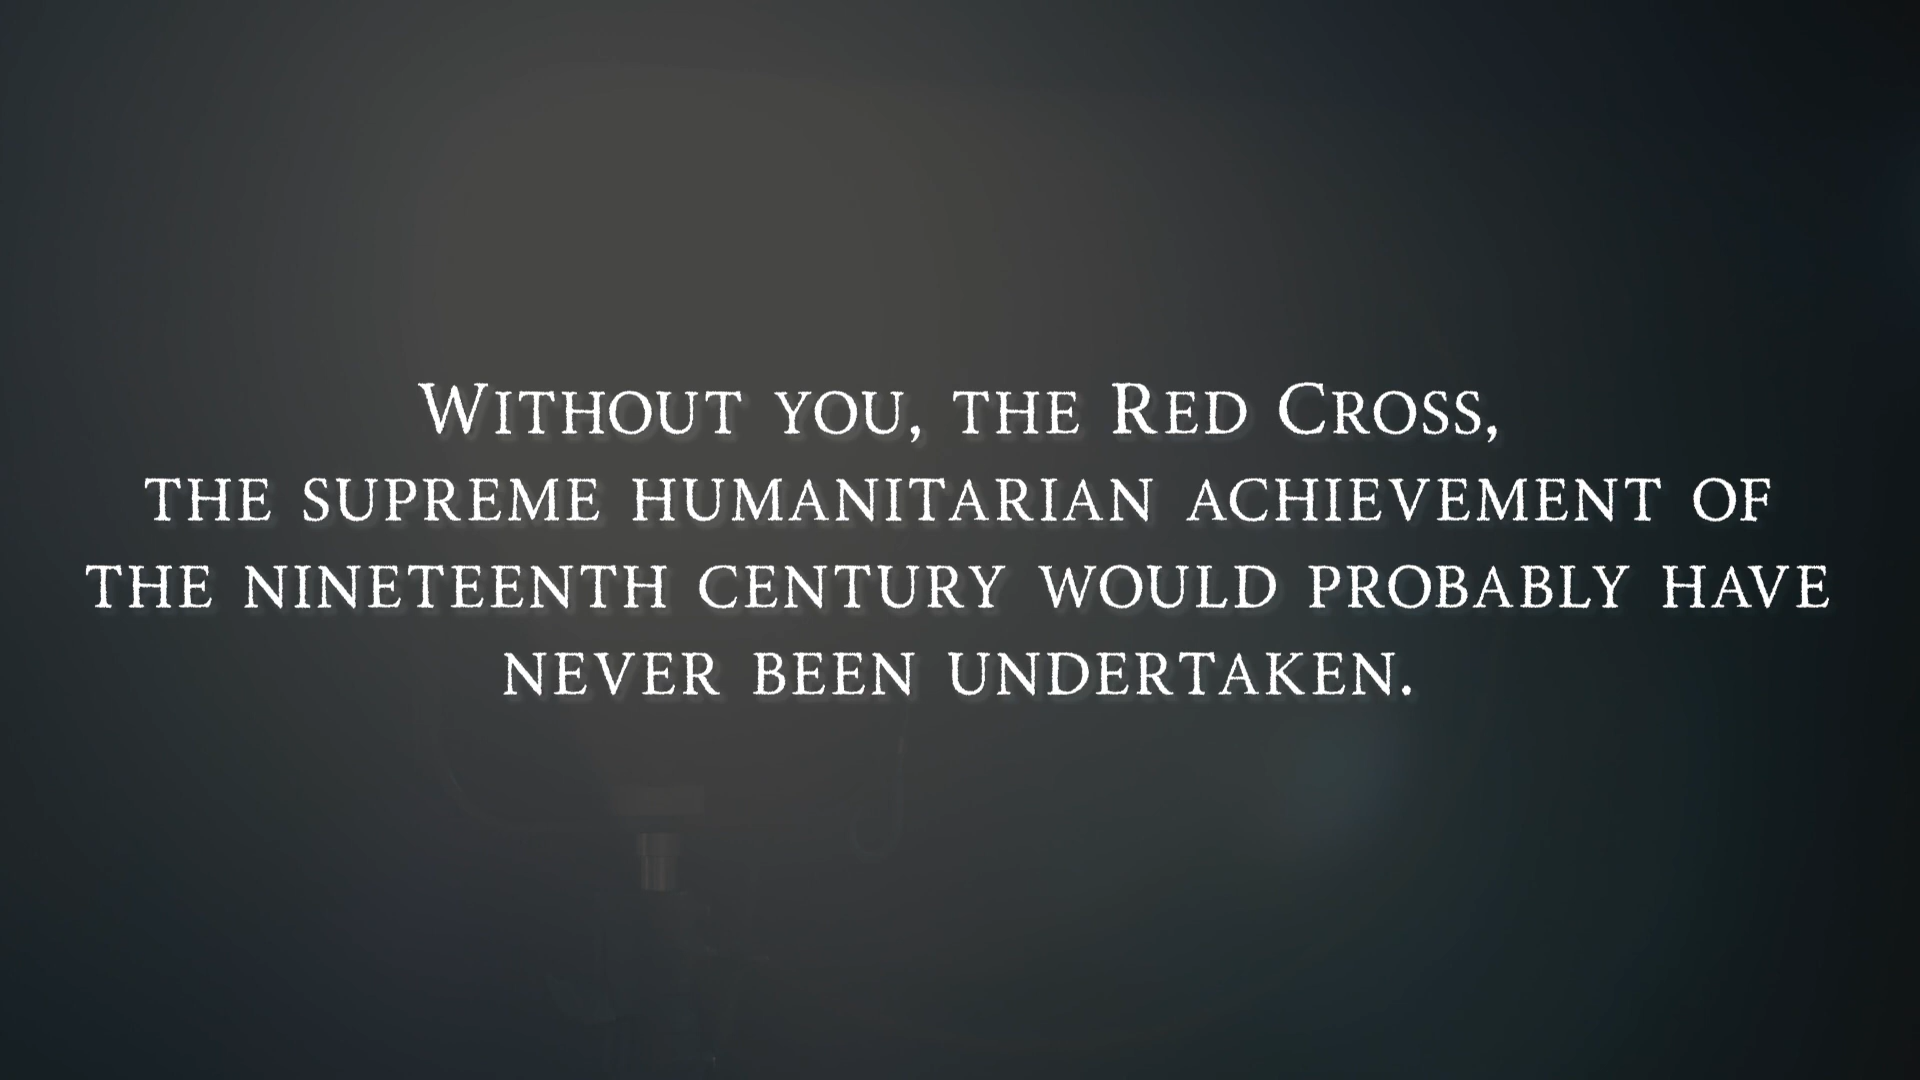 Without you, the Red Cross,
the supreme humanitarian achievement of
the nineteenth century would probably have
never been undertaken.